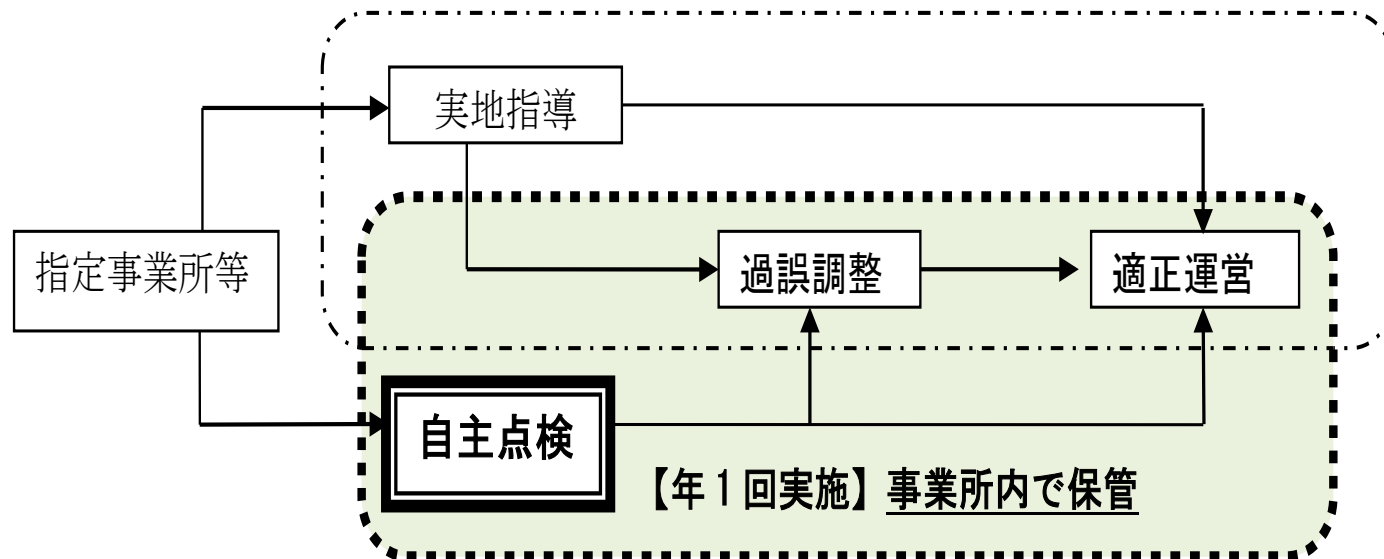 実地指導
指定事業所等
過誤調整
適正運営
自主点検
【年1回実施】事業所内で保管